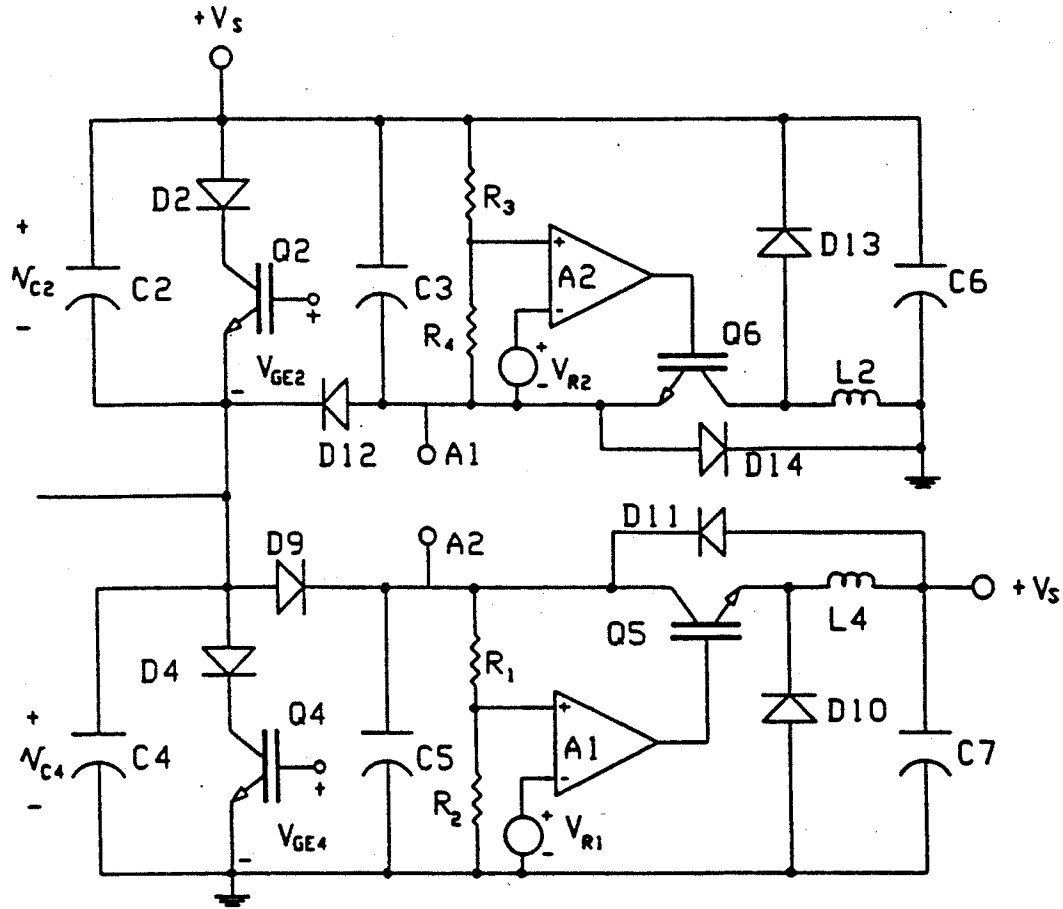 +Vs
D2
R3
+
Q2
+
A2
D13
+
VC2
C2
C3
C6
-
+
R4
-
Q6
VGE2
+
VR2
-
L2
-
D12
A1
D14
D11
D9
A2
+Vs
Q5
L4
D4
R1
Q4
+
D10
+
A1
VC4
C4
C5
C7
-
+
R2
-
+
VR1
-
VGE4
-